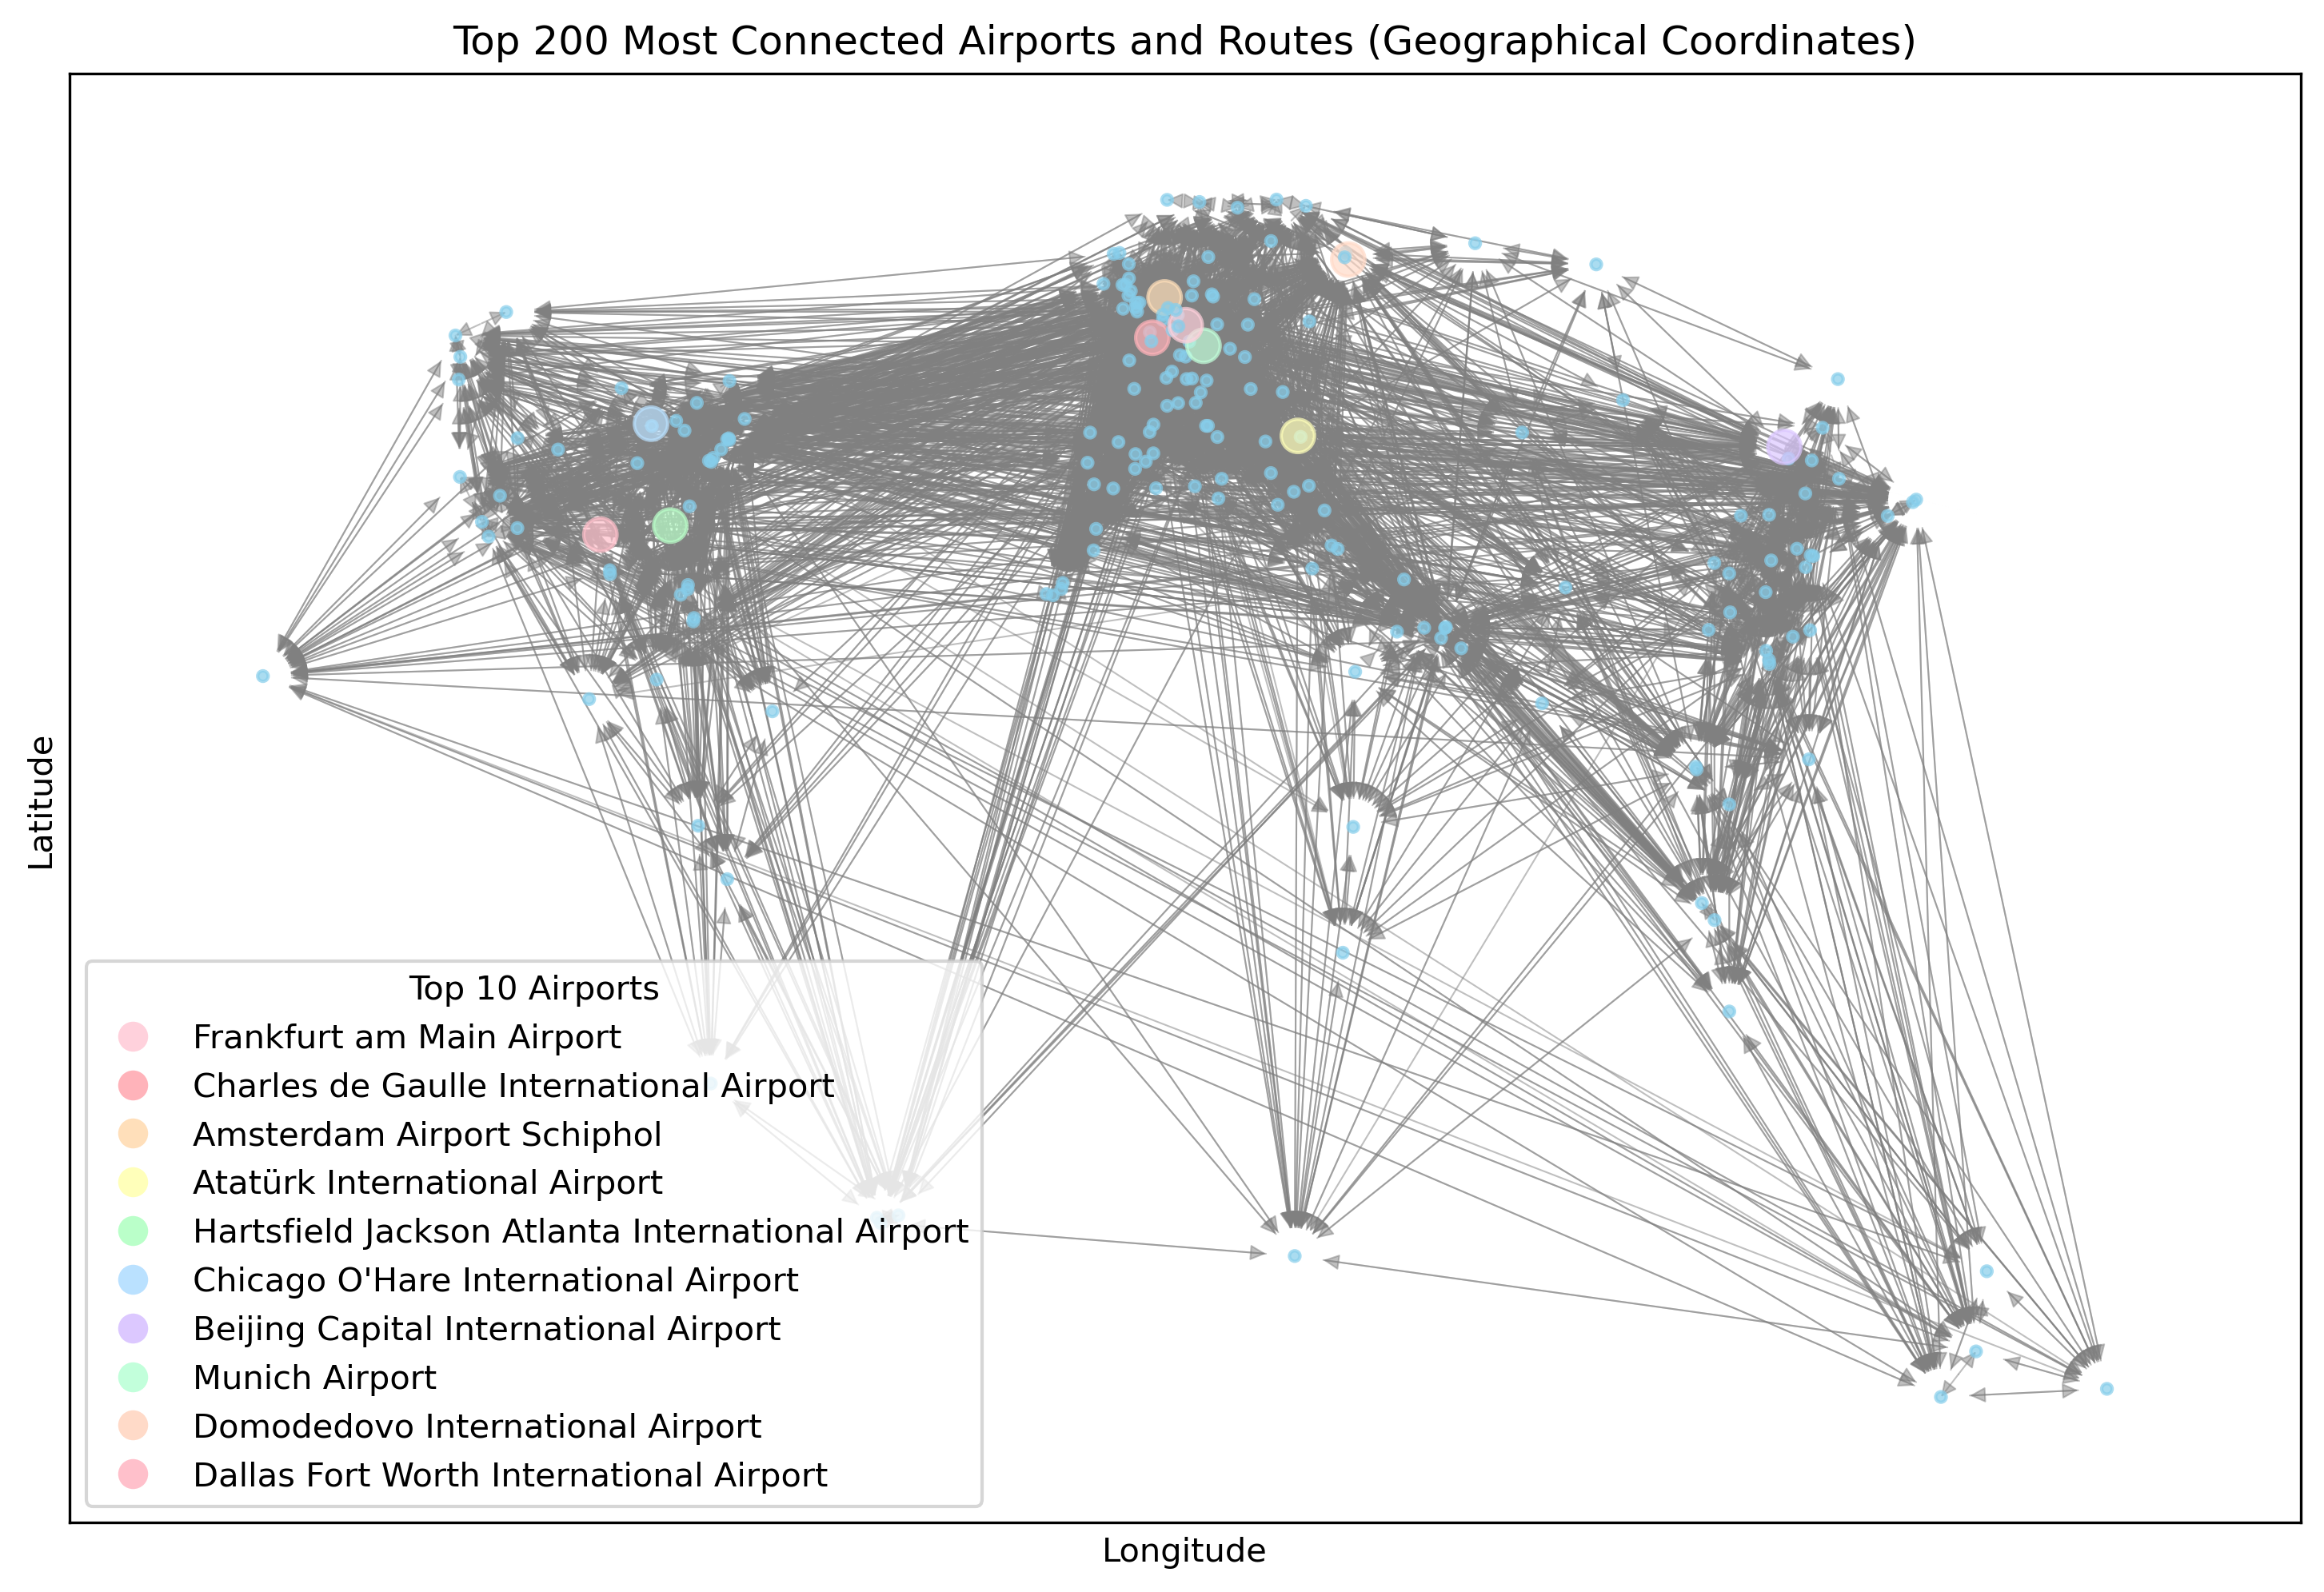 Top 200 Most Connected Airports and Routes (Geographical Coordinates)
Latitude
Top 10 Airports
Frankfurt am Main Airport
Charles de Gaulle International Airport
Amsterdam Airport Schiphol
Atatürk International Airport
Hartsfield Jackson Atlanta International Airport
Chicago O'Hare International Airport
Beijing Capital International Airport
Munich Airport
Domodedovo International Airport
Dallas Fort Worth International Airport
Longitude